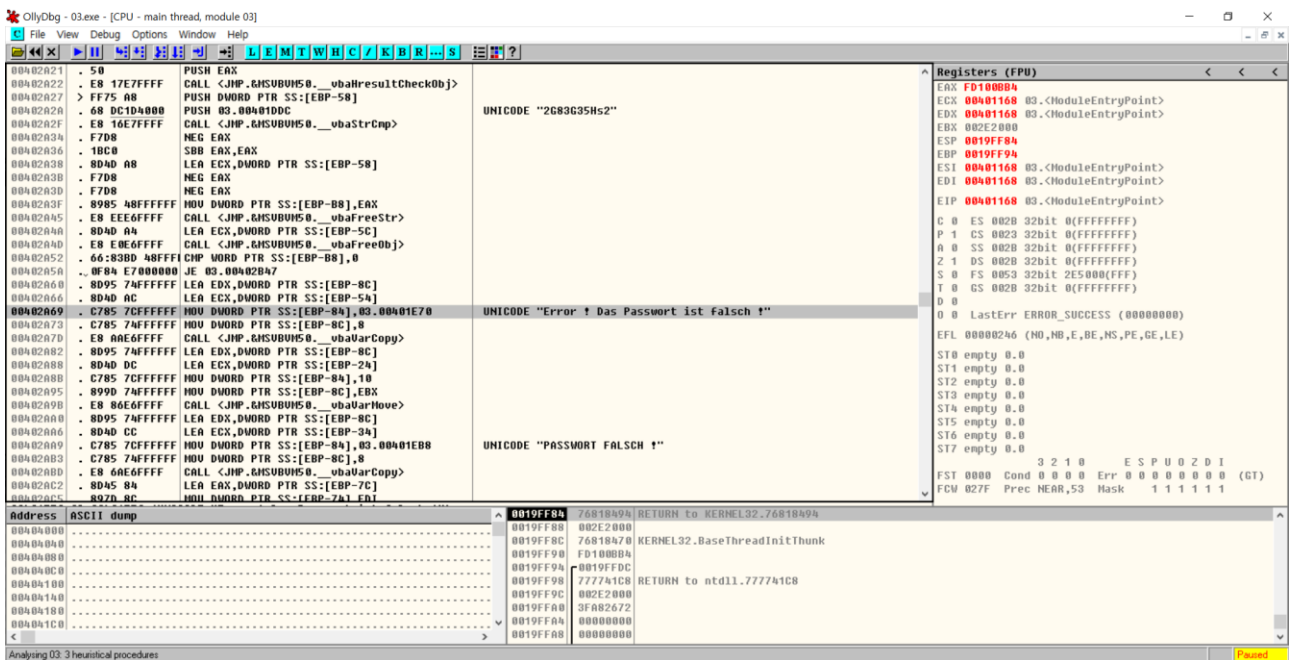 OllyDbg - 03.exe - [CPU - main thread, module 03]
C File View Debug Options Window Help
L E M T W H C / K B R ... S ?
00402A21 . 50 PUSH EAX
00402A22 . E8 17E7FFFF CALL <JMP.&MSVBVM50.__vbaHresultCheckObj>
00402A27 > FF75 A8 PUSH DWORD PTR SS:[EBP-58]
00402A2A . 68 DC1D4000 PUSH 03.00401DDC UNICODE "2G83G35Hs2"
00402A2F . E8 16E7FFFF CALL <JMP.&MSVBVM50.__vbaStrCmp>
00402A34 . F7D8 NEG EAX
00402A36 . 1BC0 SBB EAX,EAX
00402A38 . 8D4D A8 LEA ECX,DWORD PTR SS:[EBP-58]
00402A3B . F7D8 NEG EAX
00402A3D . F7D8 NEG EAX
00402A3F . 8985 48FFFFFF MOV DWORD PTR SS:[EBP-B8],EAX
00402A45 . E8 EEE6FFFF CALL <JMP.&MSVBVM50.__vbaFreeStr>
00402A4A . 8D4D A4 LEA ECX,DWORD PTR SS:[EBP-5C]
00402A4D . E8 E0E6FFFF CALL <JMP.&MSVBVM50.__vbaFreeObj>
00402A52 . 66:83BD 48FFFI CMP WORD PTR SS:[EBP-B8],0
00402A5A ., 0F84 E7000000 JE 03.00402B47
00402A60 . 8D95 74FFFFFF LEA EDX,DWORD PTR SS:[EBP-8C]
00402A66 . 8D4D AC LEA ECX,DWORD PTR SS:[EBP-54]
00402A69 . C785 7CFFFFFF MOV DWORD PTR SS:[EBP-84],03.00401E70 UNICODE "Error ! Das Passwort ist falsch !"
00402A73 . C785 74FFFFFF MOV DWORD PTR SS:[EBP-8C],8
00402A7D . E8 AAE6FFFF CALL <JMP.&MSVBVM50.__vbaVarCopy>
00402A82 . 8D95 74FFFFFF LEA EDX,DWORD PTR SS:[EBP-8C]
00402A88 . 8D4D DC LEA ECX,DWORD PTR SS:[EBP-24]
00402A8B . C785 7CFFFFFF MOV DWORD PTR SS:[EBP-84],10
00402A95 . 899D 74FFFFFF MOV DWORD PTR SS:[EBP-8C],EBX
00402A9B . E8 86E6FFFF CALL <JMP.&MSVBVM50.__vbaVarMove>
00402AA0 . 8D95 74FFFFFF LEA EDX,DWORD PTR SS:[EBP-8C]
00402AA6 . 8D4D CC LEA ECX,DWORD PTR SS:[EBP-34]
00402AA9 . C785 7CFFFFFF MOV DWORD PTR SS:[EBP-84],03.00401EB8 UNICODE "PASSWORT FALSCH !"
00402AB3 . C785 74FFFFFF MOV DWORD PTR SS:[EBP-8C],8
00402ABD . E8 6AE6FFFF CALL <JMP.&MSVBVM50.__vbaVarCopy>
00402AC2 . 8D45 84 LEA EAX,DWORD PTR SS:[EBP-7C]
00402AC5 . 897D 8C MOV DWORD PTR SS:[EBP-74],EDI
Registers (FPU) < < <
EAX FD100BB4
ECX 00401168 03.<ModuleEntryPoint>
EDX 00401168 03.<ModuleEntryPoint>
EBX 002E2000
ESP 0019FF84
EBP 0019FF94
ESI 00401168 03.<ModuleEntryPoint>
EDI 00401168 03.<ModuleEntryPoint>
EIP 00401168 03.<ModuleEntryPoint>
C 0 ES 002B 32bit 0(FFFFFFFF)
P 1 CS 0023 32bit 0(FFFFFFFF)
A 0 SS 002B 32bit 0(FFFFFFFF)
Z 1 DS 002B 32bit 0(FFFFFFFF)
S 0 FS 0053 32bit 2E5000(FFF)
T 0 GS 002B 32bit 0(FFFFFFFF)
D 0
O 0 LastErr ERROR_SUCCESS (00000000)
EFL 00000246 (NO,NB,E,BE,NS,PE,GE,LE)
ST0 empty 0.0
ST1 empty 0.0
ST2 empty 0.0
ST3 empty 0.0
ST4 empty 0.0
ST5 empty 0.0
ST6 empty 0.0
ST7 empty 0.0
3 2 1 0 E S P U O Z D I
FST 0000 Cond 0 0 0 0 Err 0 0 0 0 0 0 0 0 (GT)
FCW 027F Prec NEAR,53 Mask 1 1 1 1 1 1
Address ASCII dump
00404000 ................................
00404040 ................................
00404080 ................................
004040C0 ................................
00404100 ................................
00404140 ................................
00404180 ................................
004041C0 ................................
0019FF84 76818494 RETURN to KERNEL32.76818494
0019FF88 002E2000
0019FF8C 76818470 KERNEL32.BaseThreadInitThunk
0019FF90 FD100BB4
0019FF94 0019FFDC
0019FF98 777741C8 RETURN to ntdll.777741C8
0019FF9C 002E2000
0019FFA0 3FA82672
0019FFA4 00000000
0019FFA8 00000000
Analysing 03: 3 heuristical procedures
Paused